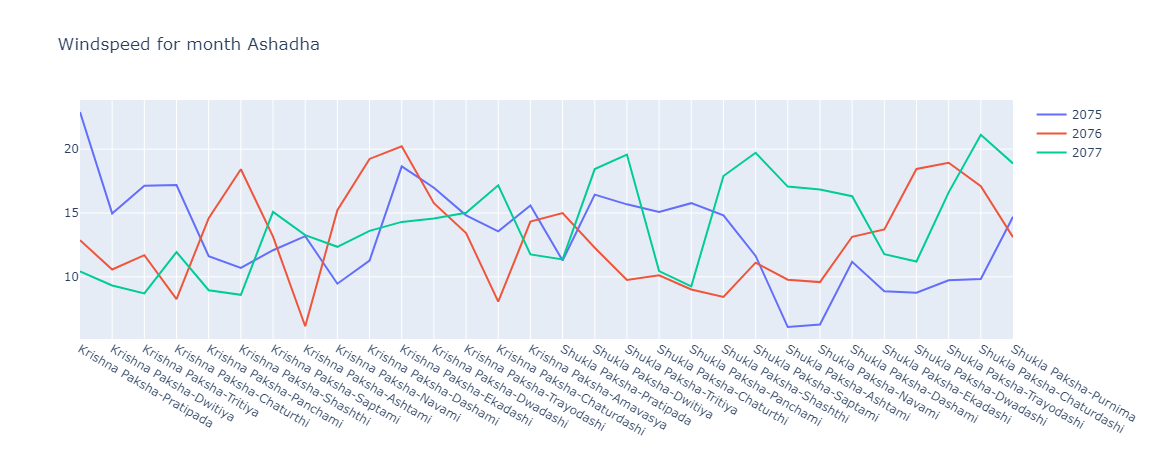 Windspeed for month Ashadha
20
15
10
2075
2076
2077
Krishna Paksha-Pratipada
Krishna Paksha-Dwitiya
Krishna Paksha-Tritiya
Krishna Paksha-Chaturthi
Krishna Paksha-Panchami
Krishna Paksha-Shashthi
Krishna Paksha-Saptami
Krishna Paksha-Ashtami
Krishna Paksha-Navami
Krishna Paksha-Dashami
Krishna Paksha-Ekadashi
Krishna Paksha-Dwadashi
Krishna Paksha-Trayodashi
Krishna Paksha-Chaturdashi
Krishna Paksha-Amavasya
Shukla Paksha-Pratipada
Shukla Paksha-Dwitiya
Shukla Paksha-Tritiya
Shukla Paksha-Chaturthi
Shukla Paksha-Panchami
Shukla Paksha-Shashthi
Shukla Paksha-Saptami
Shukla Paksha-Ashtami
Shukla Paksha-Navami
Shukla Paksha-Dashami
Shukla Paksha-Ekadashi
Shukla Paksha-Dwadashi
Shukla Paksha-Trayodashi
Shukla Paksha-Chaturdashi
Shukla Paksha-Purnima